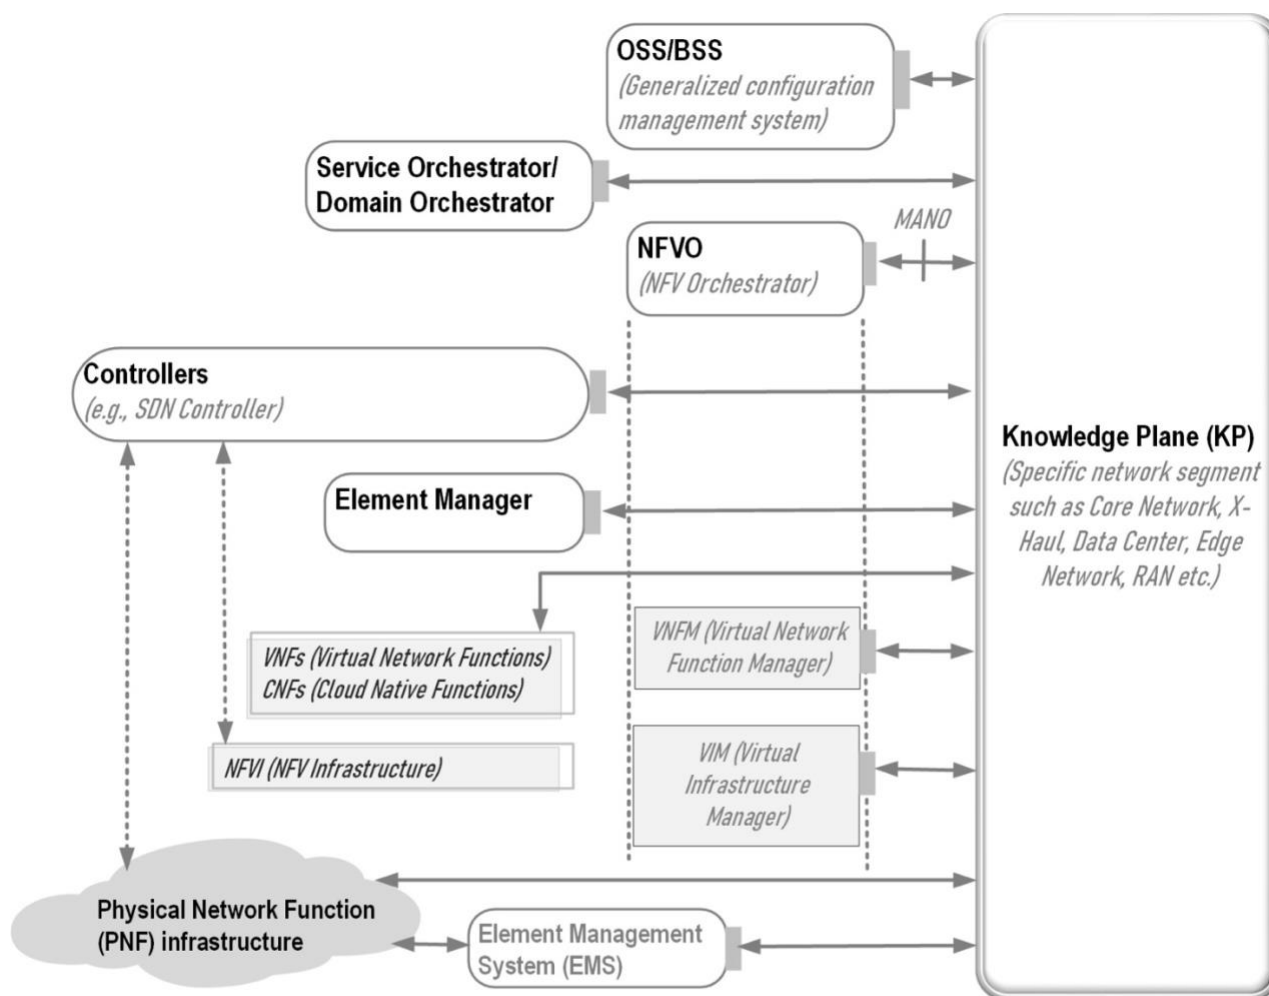 OSS/BSS
(Generalized configuration
management system)
Service Orchestrator/
Domain Orchestrator
MANO
NFVO
(NFV Orchestrator)
Controllers
(e.g., SDN Controller)
Knowledge Plane (KP)
(Specific network segment
such as Core Network, X-
Haul, Data Center, Edge
Network, RAN etc.)
Element Manager
VNFs (Virtual Network Functions)
CNFs (Cloud Native Functions)
VNFM (Virtual Network
Function Manager)
NFVI (NFV Infrastructure)
VIM (Virtual
Infrastructure
Manager)
Physical Network Function
(PNF) infrastructure
Element Management
System (EMS)